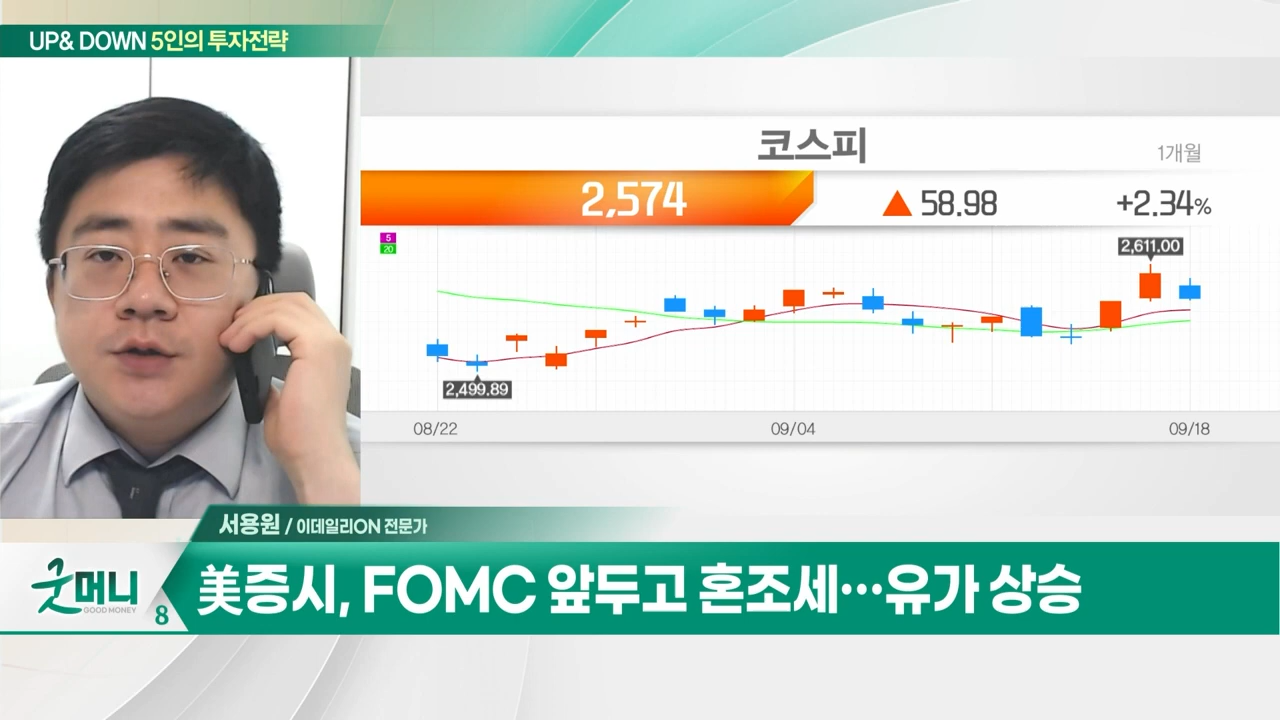 UP& DOWN 5인의 투자전략
코스피
1개월
2,574 ▲ 58.98 +2.34%
5
20
2,611.00
2,499.89
08/22 09/04 09/18
서용원 / 이데일리ON 전문가
굿머니
GOOD MONEY
8
美증시, FOMC 앞두고 혼조세…유가 상승